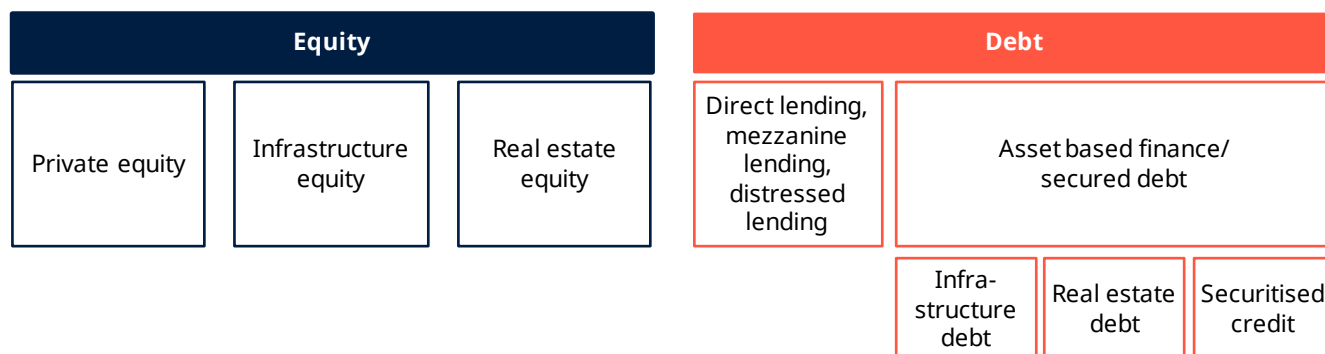 Equity
Debt
Private equity
Infrastructure
equity
Real estate
equity
Direct lending,
mezzanine
lending,
distressed
lending
Asset based finance/
secured debt
Infra-
structure
debt
Real estate
debt
Securitised
credit